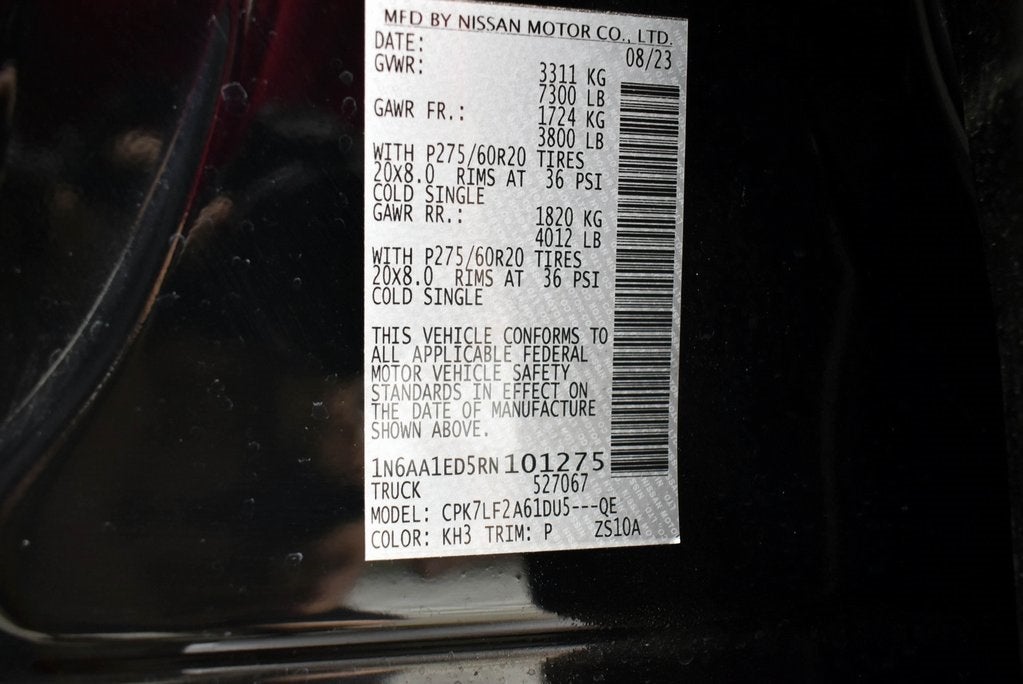 MFD BY NISSAN MOTOR CO., LTD.
DATE: 08/23
GVWR: 3311 KG
7300 LB
GAWR FR.: 1724 KG
3800 LB
WITH P275/60R20 TIRES
20X8.0 RIMS AT 36 PSI
COLD SINGLE
GAWR RR.: 1820 KG
4012 LB
WITH P275/60R20 TIRES
20X8.0 RIMS AT 36 PSI
COLD SINGLE
THIS VEHICLE CONFORMS TO
ALL APPLICABLE FEDERAL
MOTOR VEHICLE SAFETY
STANDARDS IN EFFECT ON
THE DATE OF MANUFACTURE
SHOWN ABOVE.
1N6AA1ED5RN101275
TRUCK 527067
MODEL: CPK7LF2A61DU5---QE
COLOR: KH3 TRIM: P ZS10A